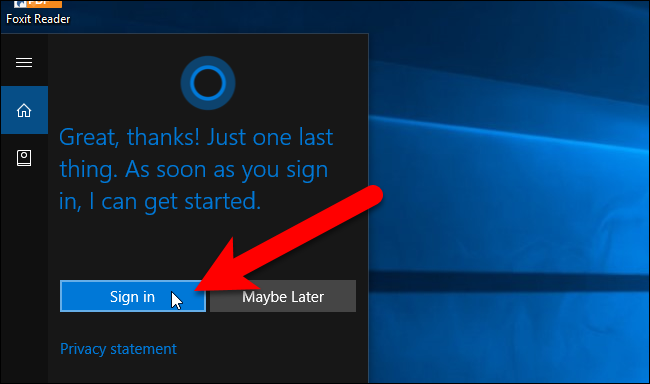 Foxit Reader
Great, thanks! Just one last
thing. As soon as you sign
in, I can get started.
Sign in
Maybe Later
Privacy statement